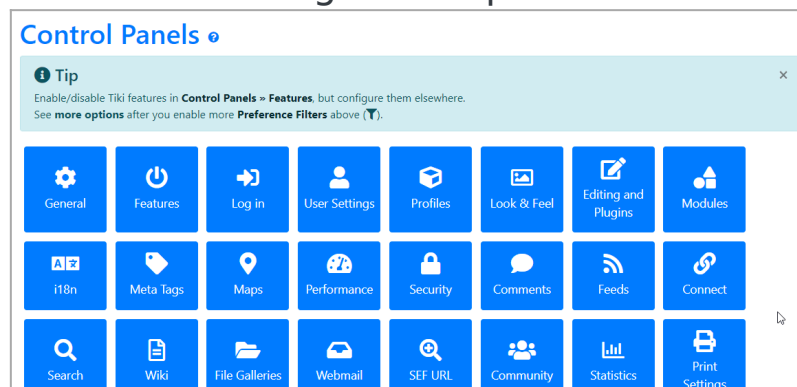 Control Panels
Tip
Enable/disable Tiki features in Control Panels » Features, but configure them elsewhere.
See more options after you enable more Preference Filters above ( ).
General
Features
Log in
User Settings
Profiles
Look & Feel
Editing and
Plugins
Modules
i18n
Meta Tags
Maps
Performance
Security
Comments
Feeds
Connect
Search
Wiki
File Galleries
Webmail
SEF URL
Community
Statistics
Print
Settings